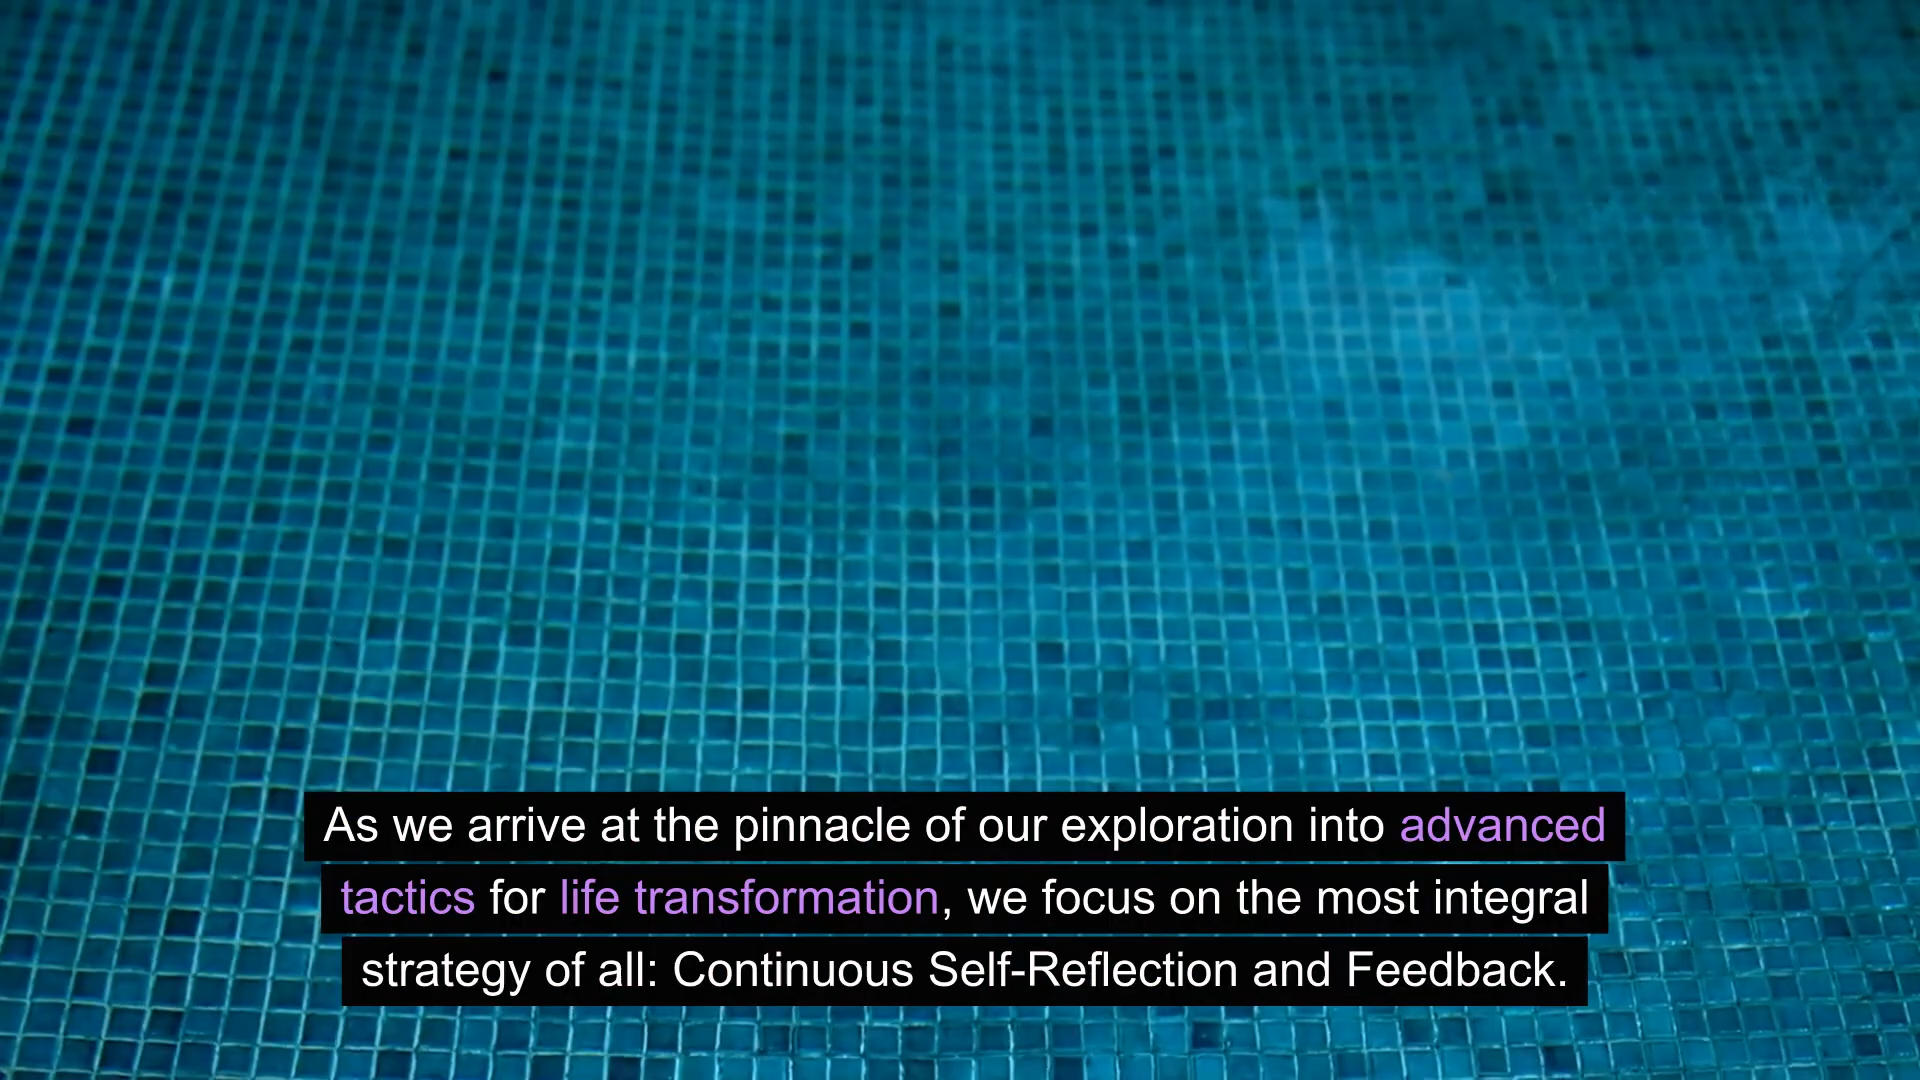 As we arrive at the pinnacle of our exploration into advanced
tactics for life transformation, we focus on the most integral
strategy of all: Continuous Self-Reflection and Feedback.